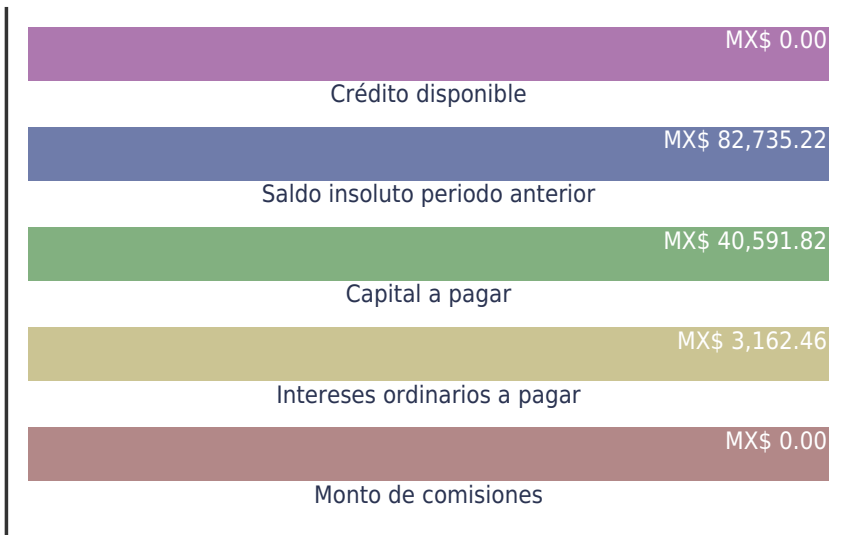 MX$ 0.00
Crédito disponible
MX$ 82,735.22
Saldo insoluto periodo anterior
MX$ 40,591.82
Capital a pagar
MX$ 3,162.46
Intereses ordinarios a pagar
MX$ 0.00
Monto de comisiones